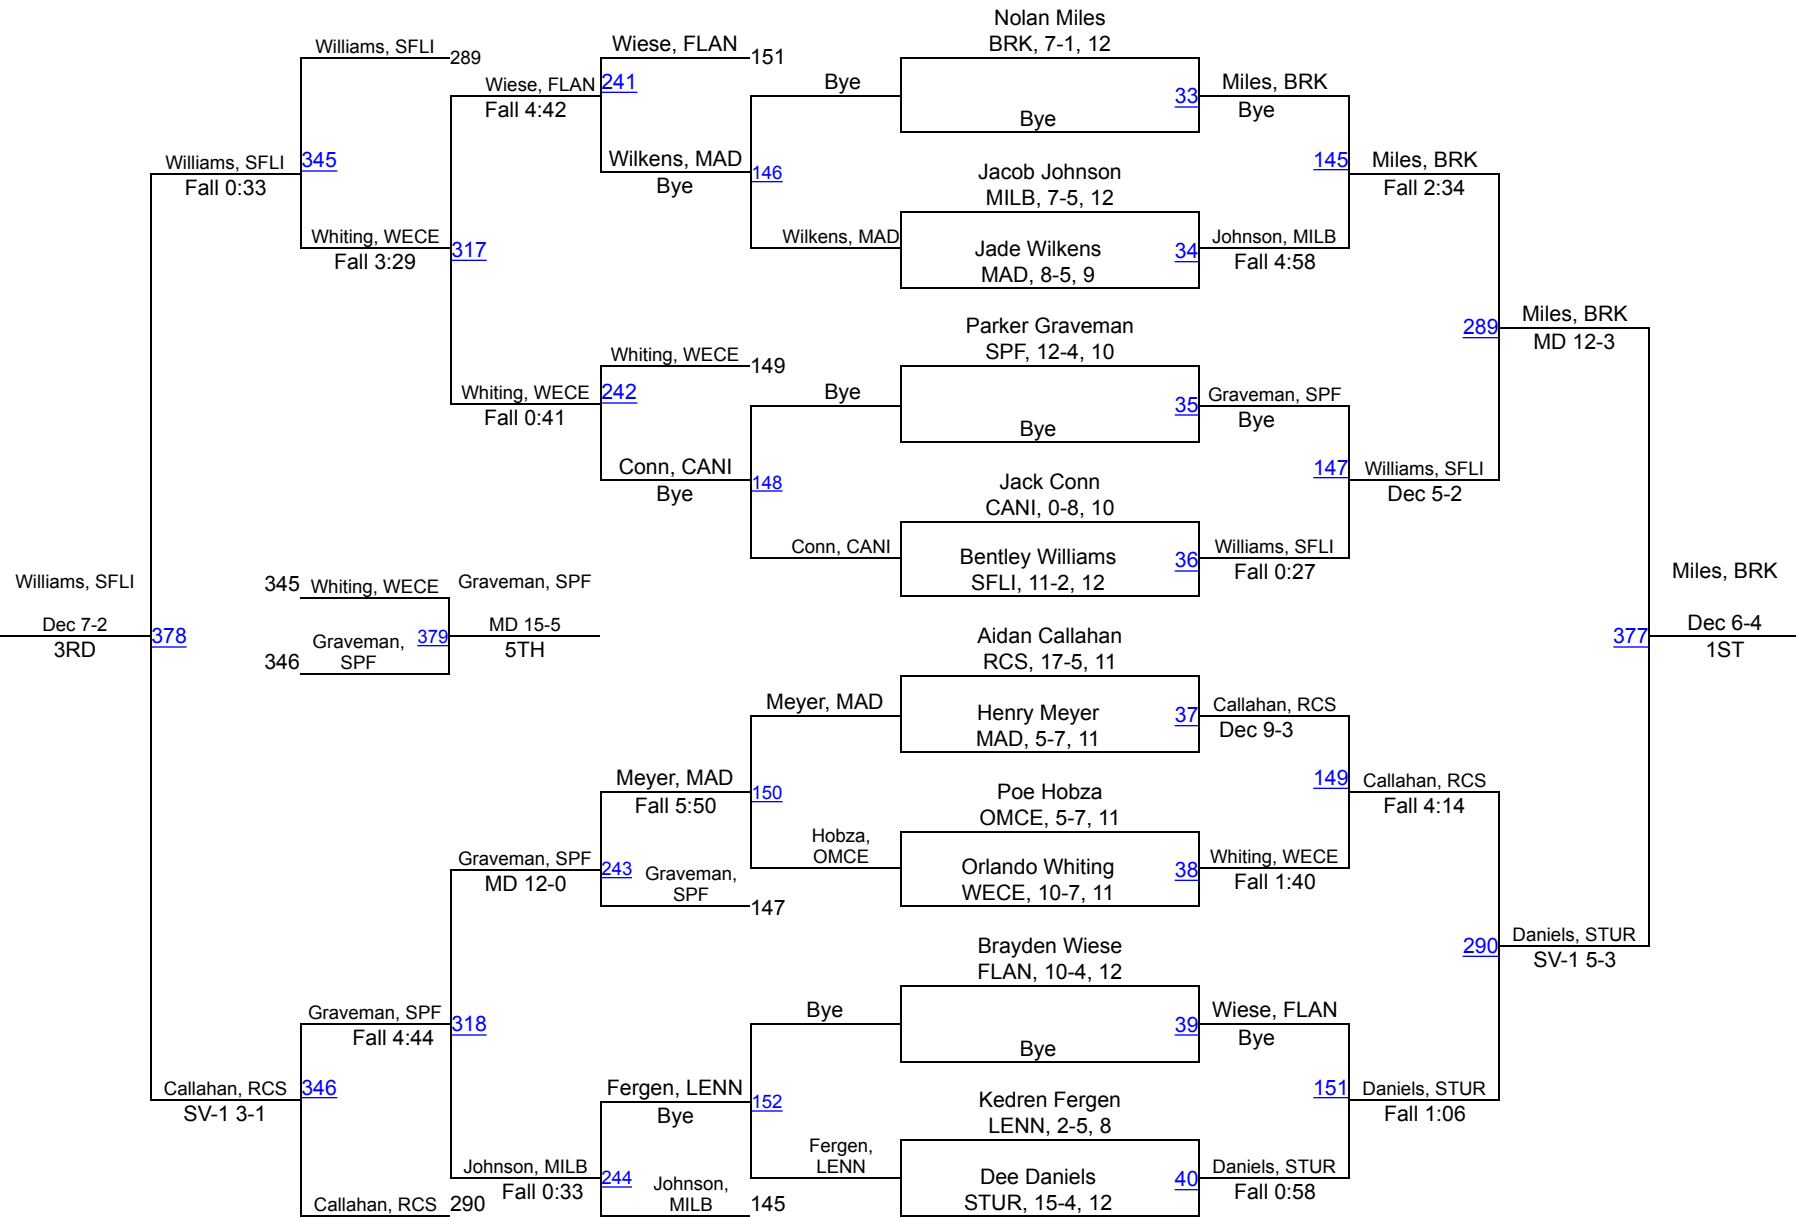 Williams, SFLI
Dec 7-2
3RD
378
Williams, SFLI
Fall 0:33
Callahan, RCS
SV-1 3-1
Williams, SFLI
289
345
Whiting, WECE
Fall 3:29
345
Whiting, WECE
346
Graveman,
SPF
379
Graveman, SPF
MD 15-5
5TH
Graveman, SPF
Fall 4:44
346
Callahan, RCS
290
Wiese, FLAN
Fall 4:42
317
Whiting, WECE
Fall 0:41
Graveman, SPF
MD 12-0
318
Johnson, MILB
Fall 0:33
Wiese, FLAN
151
241
Wilkens, MAD
Bye
Whiting, WECE
149
242
Conn, CANI
Bye
Meyer, MAD
Fall 5:50
243
Graveman,
SPF
147
Fergen, LENN
Bye
244
Johnson,
MILB
145
Bye
146
Wilkens, MAD
Bye
148
Conn, CANI
Meyer, MAD
150
Hobza,
OMCE
Bye
152
Fergen,
LENN
Nolan Miles
BRK, 7-1, 12
33
Bye
Jacob Johnson
MILB, 7-5, 12
Jade Wilkens
MAD, 8-5, 9
34
Parker Graveman
SPF, 12-4, 10
35
Bye
Jack Conn
CANI, 0-8, 10
Bentley Williams
SFLI, 11-2, 12
36
Aidan Callahan
RCS, 17-5, 11
Henry Meyer
MAD, 5-7, 11
37
Poe Hobza
OMCE, 5-7, 11
Orlando Whiting
WECE, 10-7, 11
38
Brayden Wiese
FLAN, 10-4, 12
39
Bye
Kedren Fergen
LENN, 2-5, 8
Dee Daniels
STUR, 15-4, 12
40
Miles, BRK
Bye
145
Johnson, MILB
Fall 4:58
Graveman, SPF
Bye
147
Williams, SFLI
Fall 0:27
Callahan, RCS
Dec 9-3
149
Whiting, WECE
Fall 1:40
Wiese, FLAN
Bye
151
Daniels, STUR
Fall 0:58
Miles, BRK
Fall 2:34
289
Williams, SFLI
Dec 5-2
Callahan, RCS
Fall 4:14
290
Daniels, STUR
Fall 1:06
Miles, BRK
MD 12-3
377
Daniels, STUR
SV-1 5-3
Miles, BRK
Dec 6-4
1ST